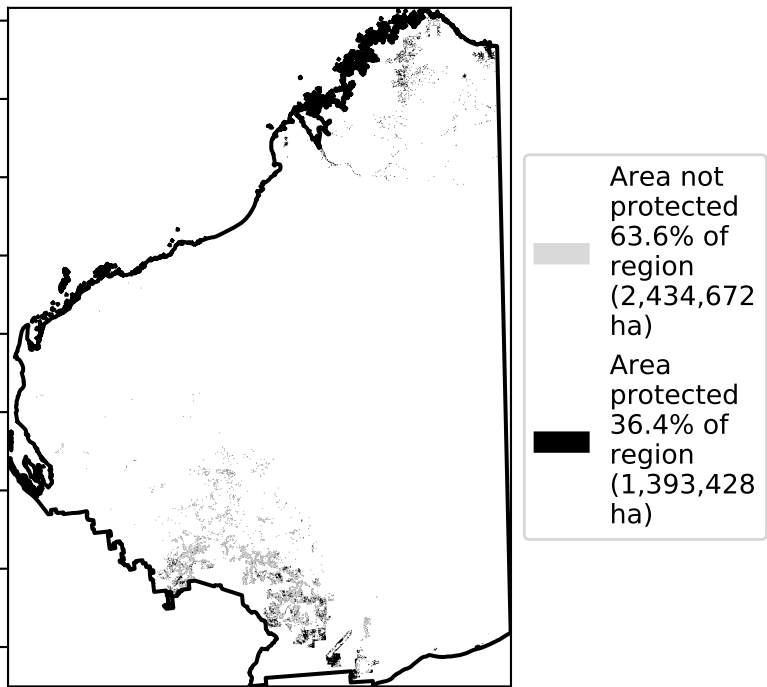 Area not
protected
63.6% of
region
(2,434,672
ha)
Area
protected
36.4% of
region
(1,393,428
ha)